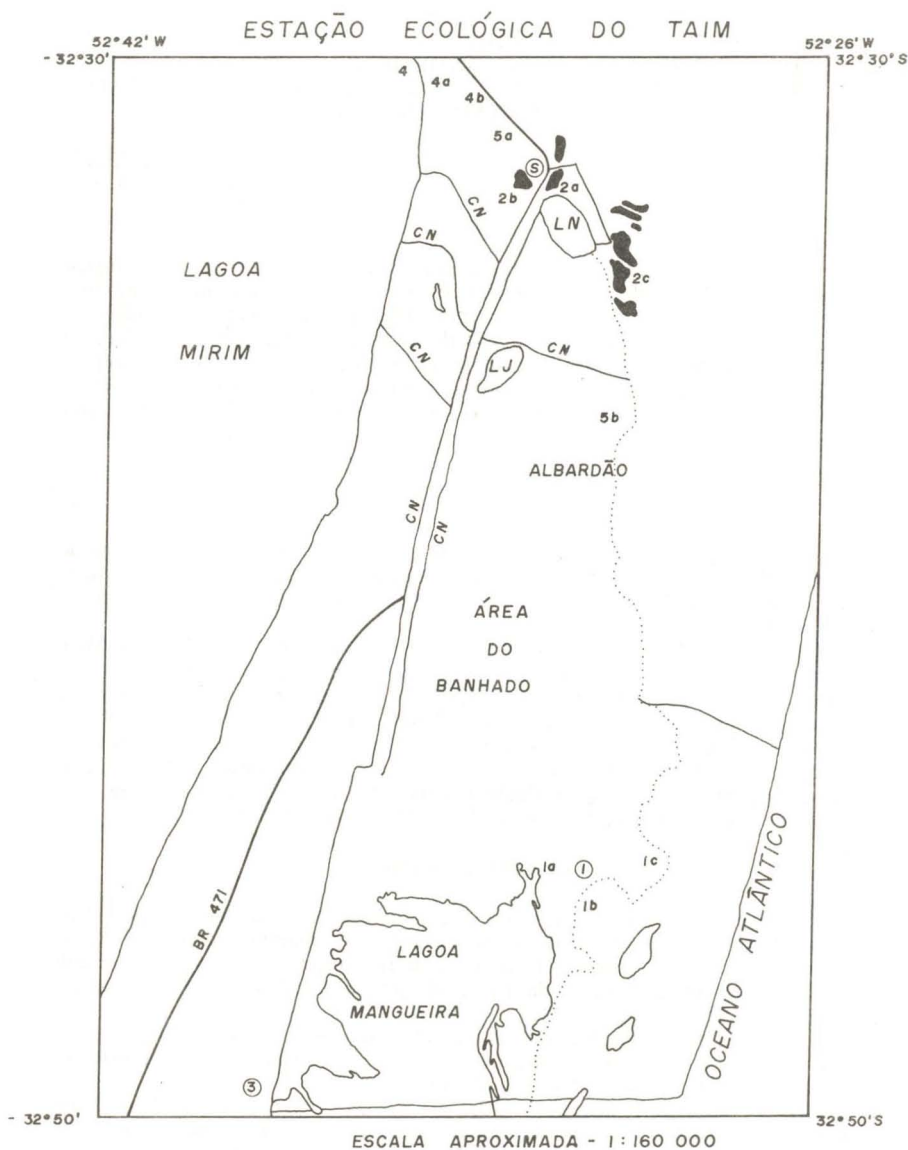 ESTAÇÃO ECOLÓGICA DO TAIM
52°42'W
52°26'W
- 32°30'
32°30'S
4
4a
4b
5a
S
2b
2a
CN
LN
CN
LAGOA
2c
MIRIM
CN
CN
LJ
5b
ALBARDÃO
CN
CN
ÁREA
DO
BANHADO
1a
1
1c
1b
BR 471
LAGOA
MANGUEIRA
OCEANO ATLÂNTICO
3
- 32°50'
32°50'S
ESCALA APROXIMADA - 1:160 000